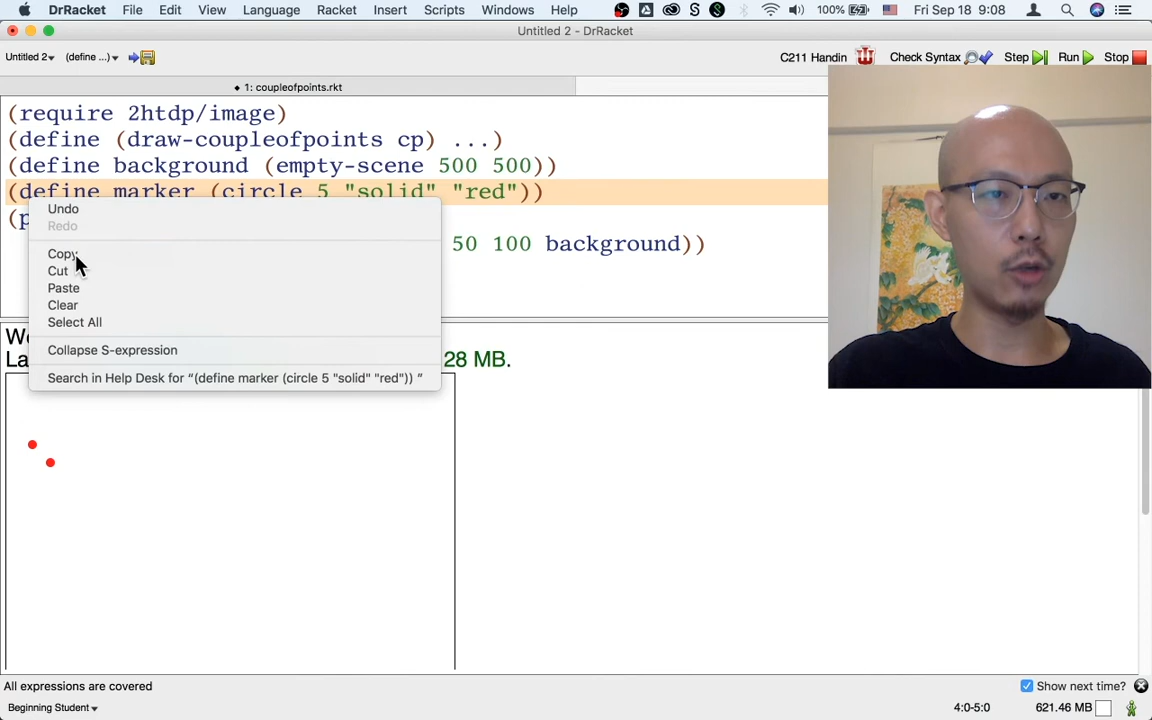 DrRacket File Edit View Language Racket Insert Scripts Windows Help 100% Fri Sep 18 9:08
Untitled 2 - DrRacket
Untitled 2 (define ...) C211 Handin Check Syntax Step Run Stop
1: coupleofpoints.rkt
(require 2htdp/image)
(define (draw-coupleofpoints cp) ...)
(define background (empty-scene 500 500))
(define marker (circle 5 "solid" "red"))
(p
50 100 background))
Undo
Redo
Copy
Cut
Paste
Clear
Select All
Collapse S-expression
Search in Help Desk for “(define marker (circle 5 "solid" "red")) ”
We
La 28 MB.
All expressions are covered Show next time?
Beginning Student 4:0-5:0 621.46 MB